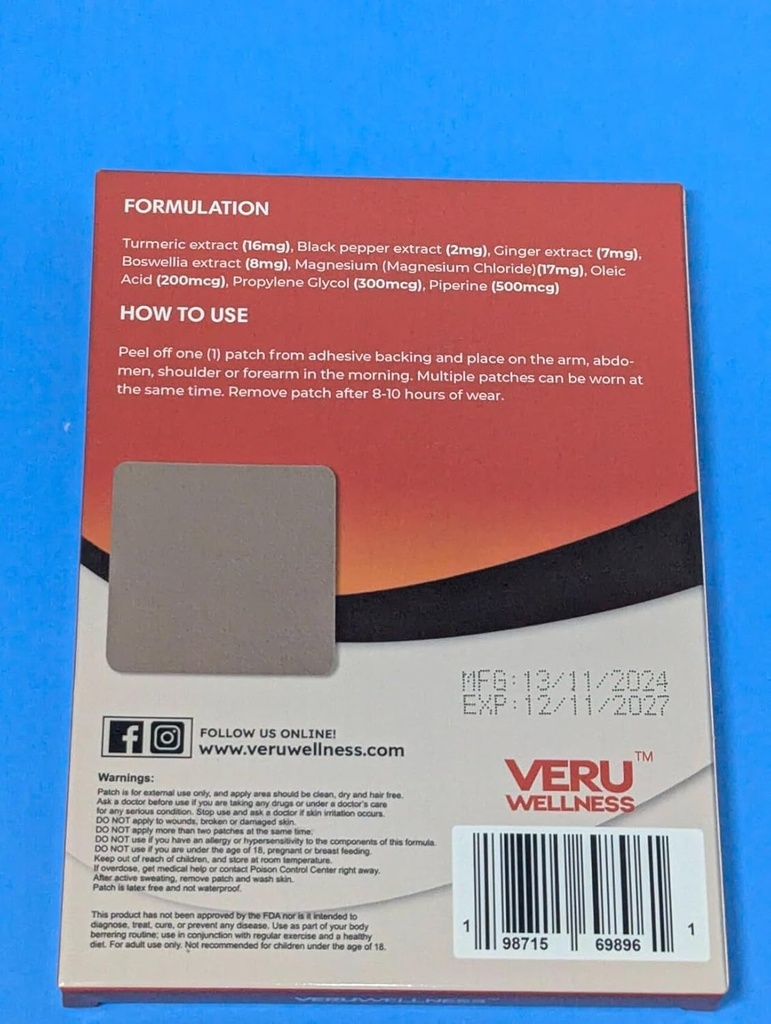 FORMULATION
Turmeric extract (16mg), Black pepper extract (2mg), Ginger extract (7mg),
Boswellia extract (8mg), Magnesium (Magnesium Chloride)(17mg), Oleic
Acid (200mcg), Propylene Glycol (300mcg), Piperine (500mcg)
HOW TO USE
Peel off one (1) patch from adhesive backing and place on the arm, abdo-
men, shoulder or forearm in the morning. Multiple patches can be worn at
the same time. Remove patch after 8-10 hours of wear.
MFG:13/11/2024
EXP:12/11/2027
FOLLOW US ONLINE!
www.veruwellness.com
VERU™
WELLNESS
Warnings:
Patch is for external use only, and apply area should be clean, dry and hair free.
Ask a doctor before use if you are taking any drugs or under a doctor's care
for any serious condition. Stop use and ask a doctor if skin irritation occurs.
DO NOT apply to wounds, broken or damaged skin.
DO NOT apply more than two patches at the same time.
DO NOT use if you have an allergy or hypersensitivity to the components of this formula.
DO NOT use if you are under the age of 18, pregnant or breast feeding.
Keep out of reach of children, and store at room temperature.
If overdose, get medical help or contact Poison Control Center right away.
After active sweating, remove patch and wash skin.
Patch is latex free and not waterproof.
This product has not been approved by the FDA nor is it intended to
diagnose, treat, cure, or prevent any disease. Use as part of your body
berrering routine; use in conjunction with regular exercise and a healthy
diet. For adult use only. Not recommended for children under the age of 18.
1 98715 69896 1
VERUWELLNESS™